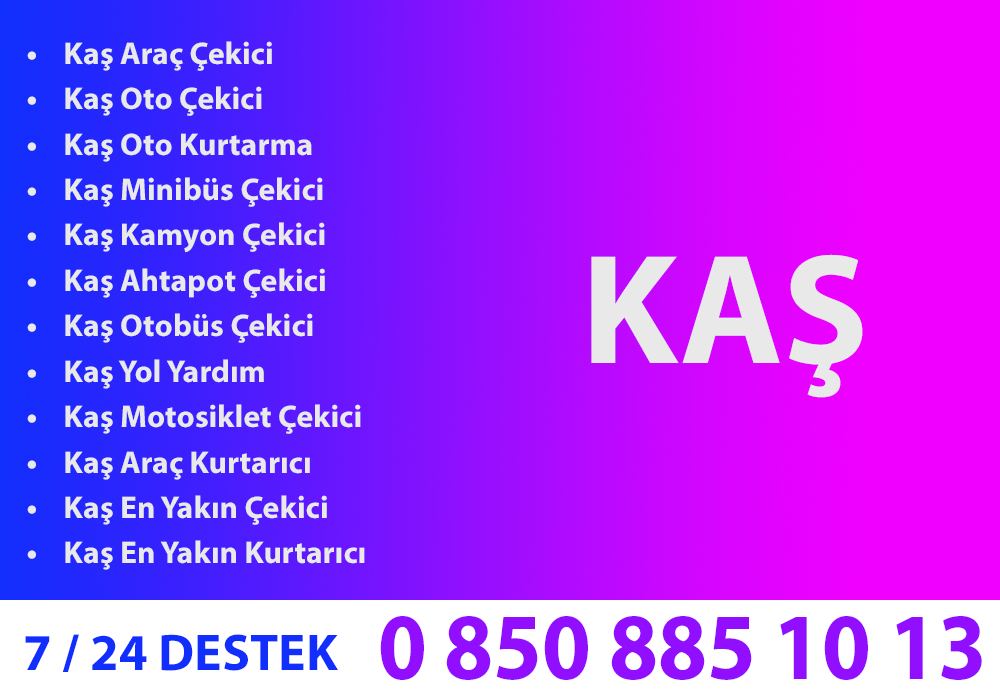 • Kaş Araç Çekici
• Kaş Oto Çekici
• Kaş Oto Kurtarma
• Kaş Minibüs Çekici
• Kaş Kamyon Çekici
• Kaş Ahtapot Çekici
• Kaş Otobüs Çekici
• Kaş Yol Yardım
• Kaş Motosiklet Çekici
• Kaş Araç Kurtarıcı
• Kaş En Yakın Çekici
• Kaş En Yakın Kurtarıcı
KAŞ
7 / 24 DESTEK 0 850 885 10 13